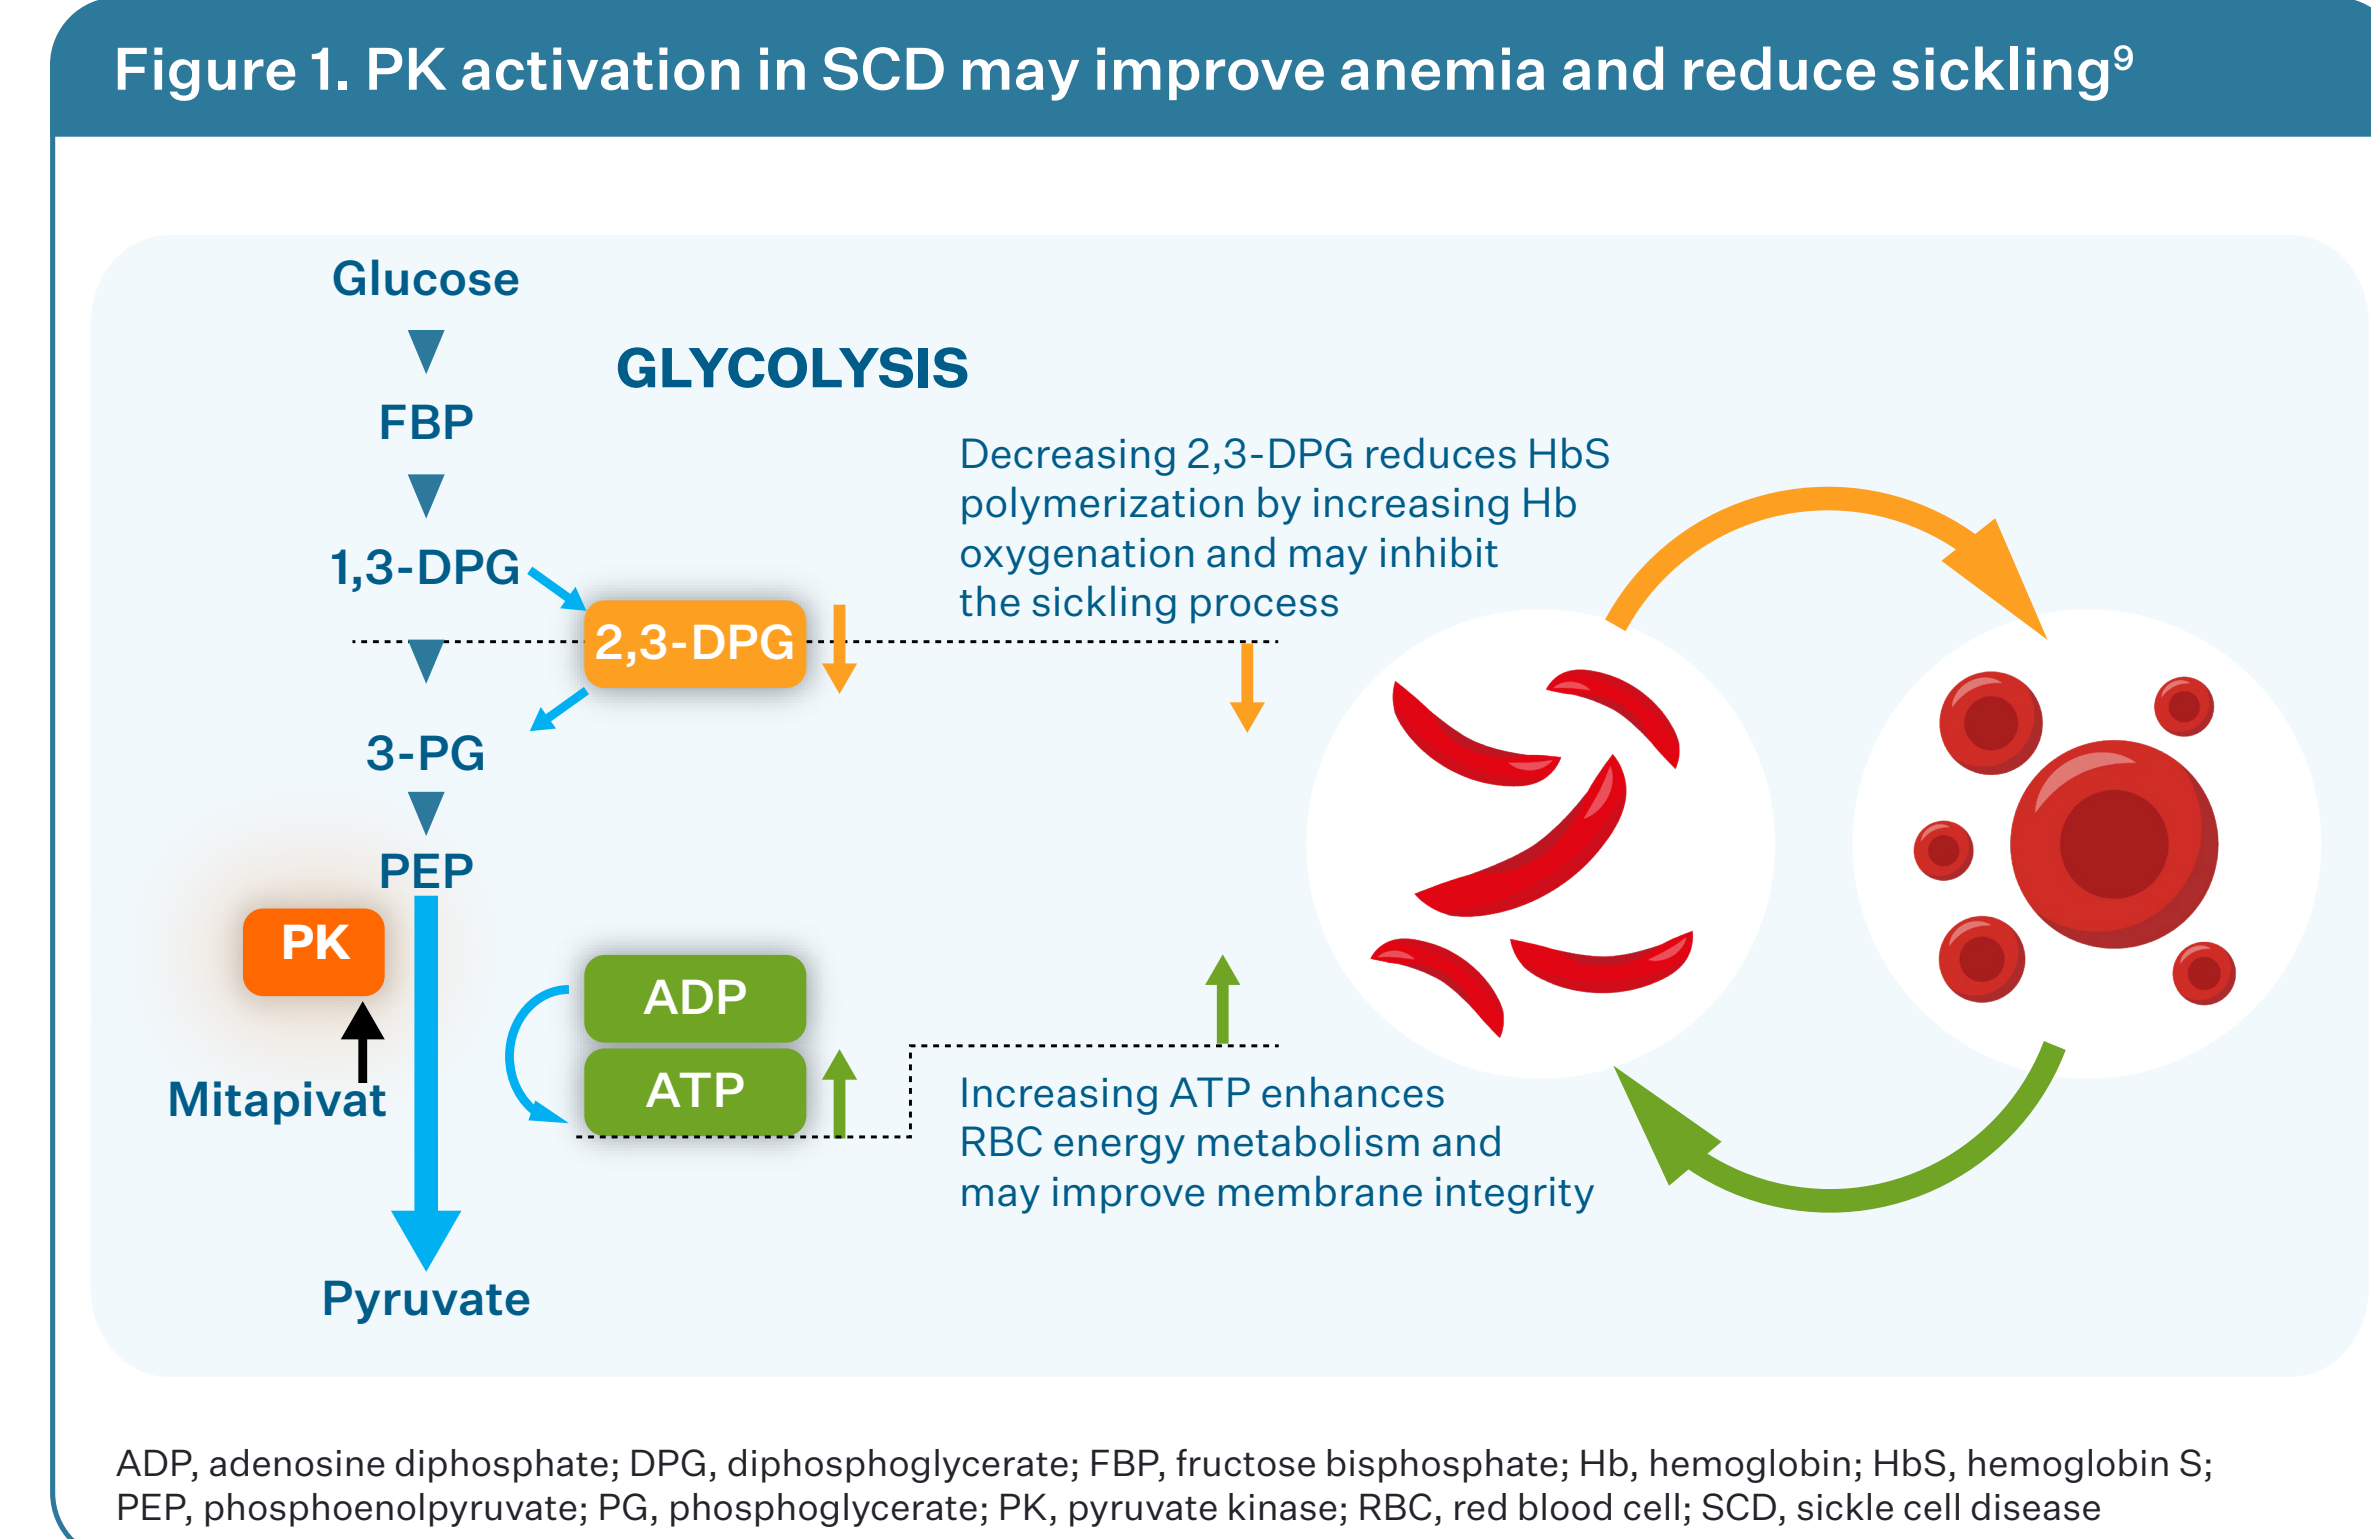 Figure 1. PK activation in SCD may improve anemia and reduce sickling⁹
Glucose
GLYCOLYSIS
FBP
Decreasing 2,3-DPG reduces HbS
polymerization by increasing Hb
oxygenation and may inhibit
the sickling process
1,3-DPG
2,3-DPG
3-PG
PEP
PK
ADP
ATP
Mitapivat
Increasing ATP enhances
RBC energy metabolism and
may improve membrane integrity
Pyruvate
ADP, adenosine diphosphate; DPG, diphosphoglycerate; FBP, fructose bisphosphate; Hb, hemoglobin; HbS, hemoglobin S;
PEP, phosphoenolpyruvate; PG, phosphoglycerate; PK, pyruvate kinase; RBC, red blood cell; SCD, sickle cell disease